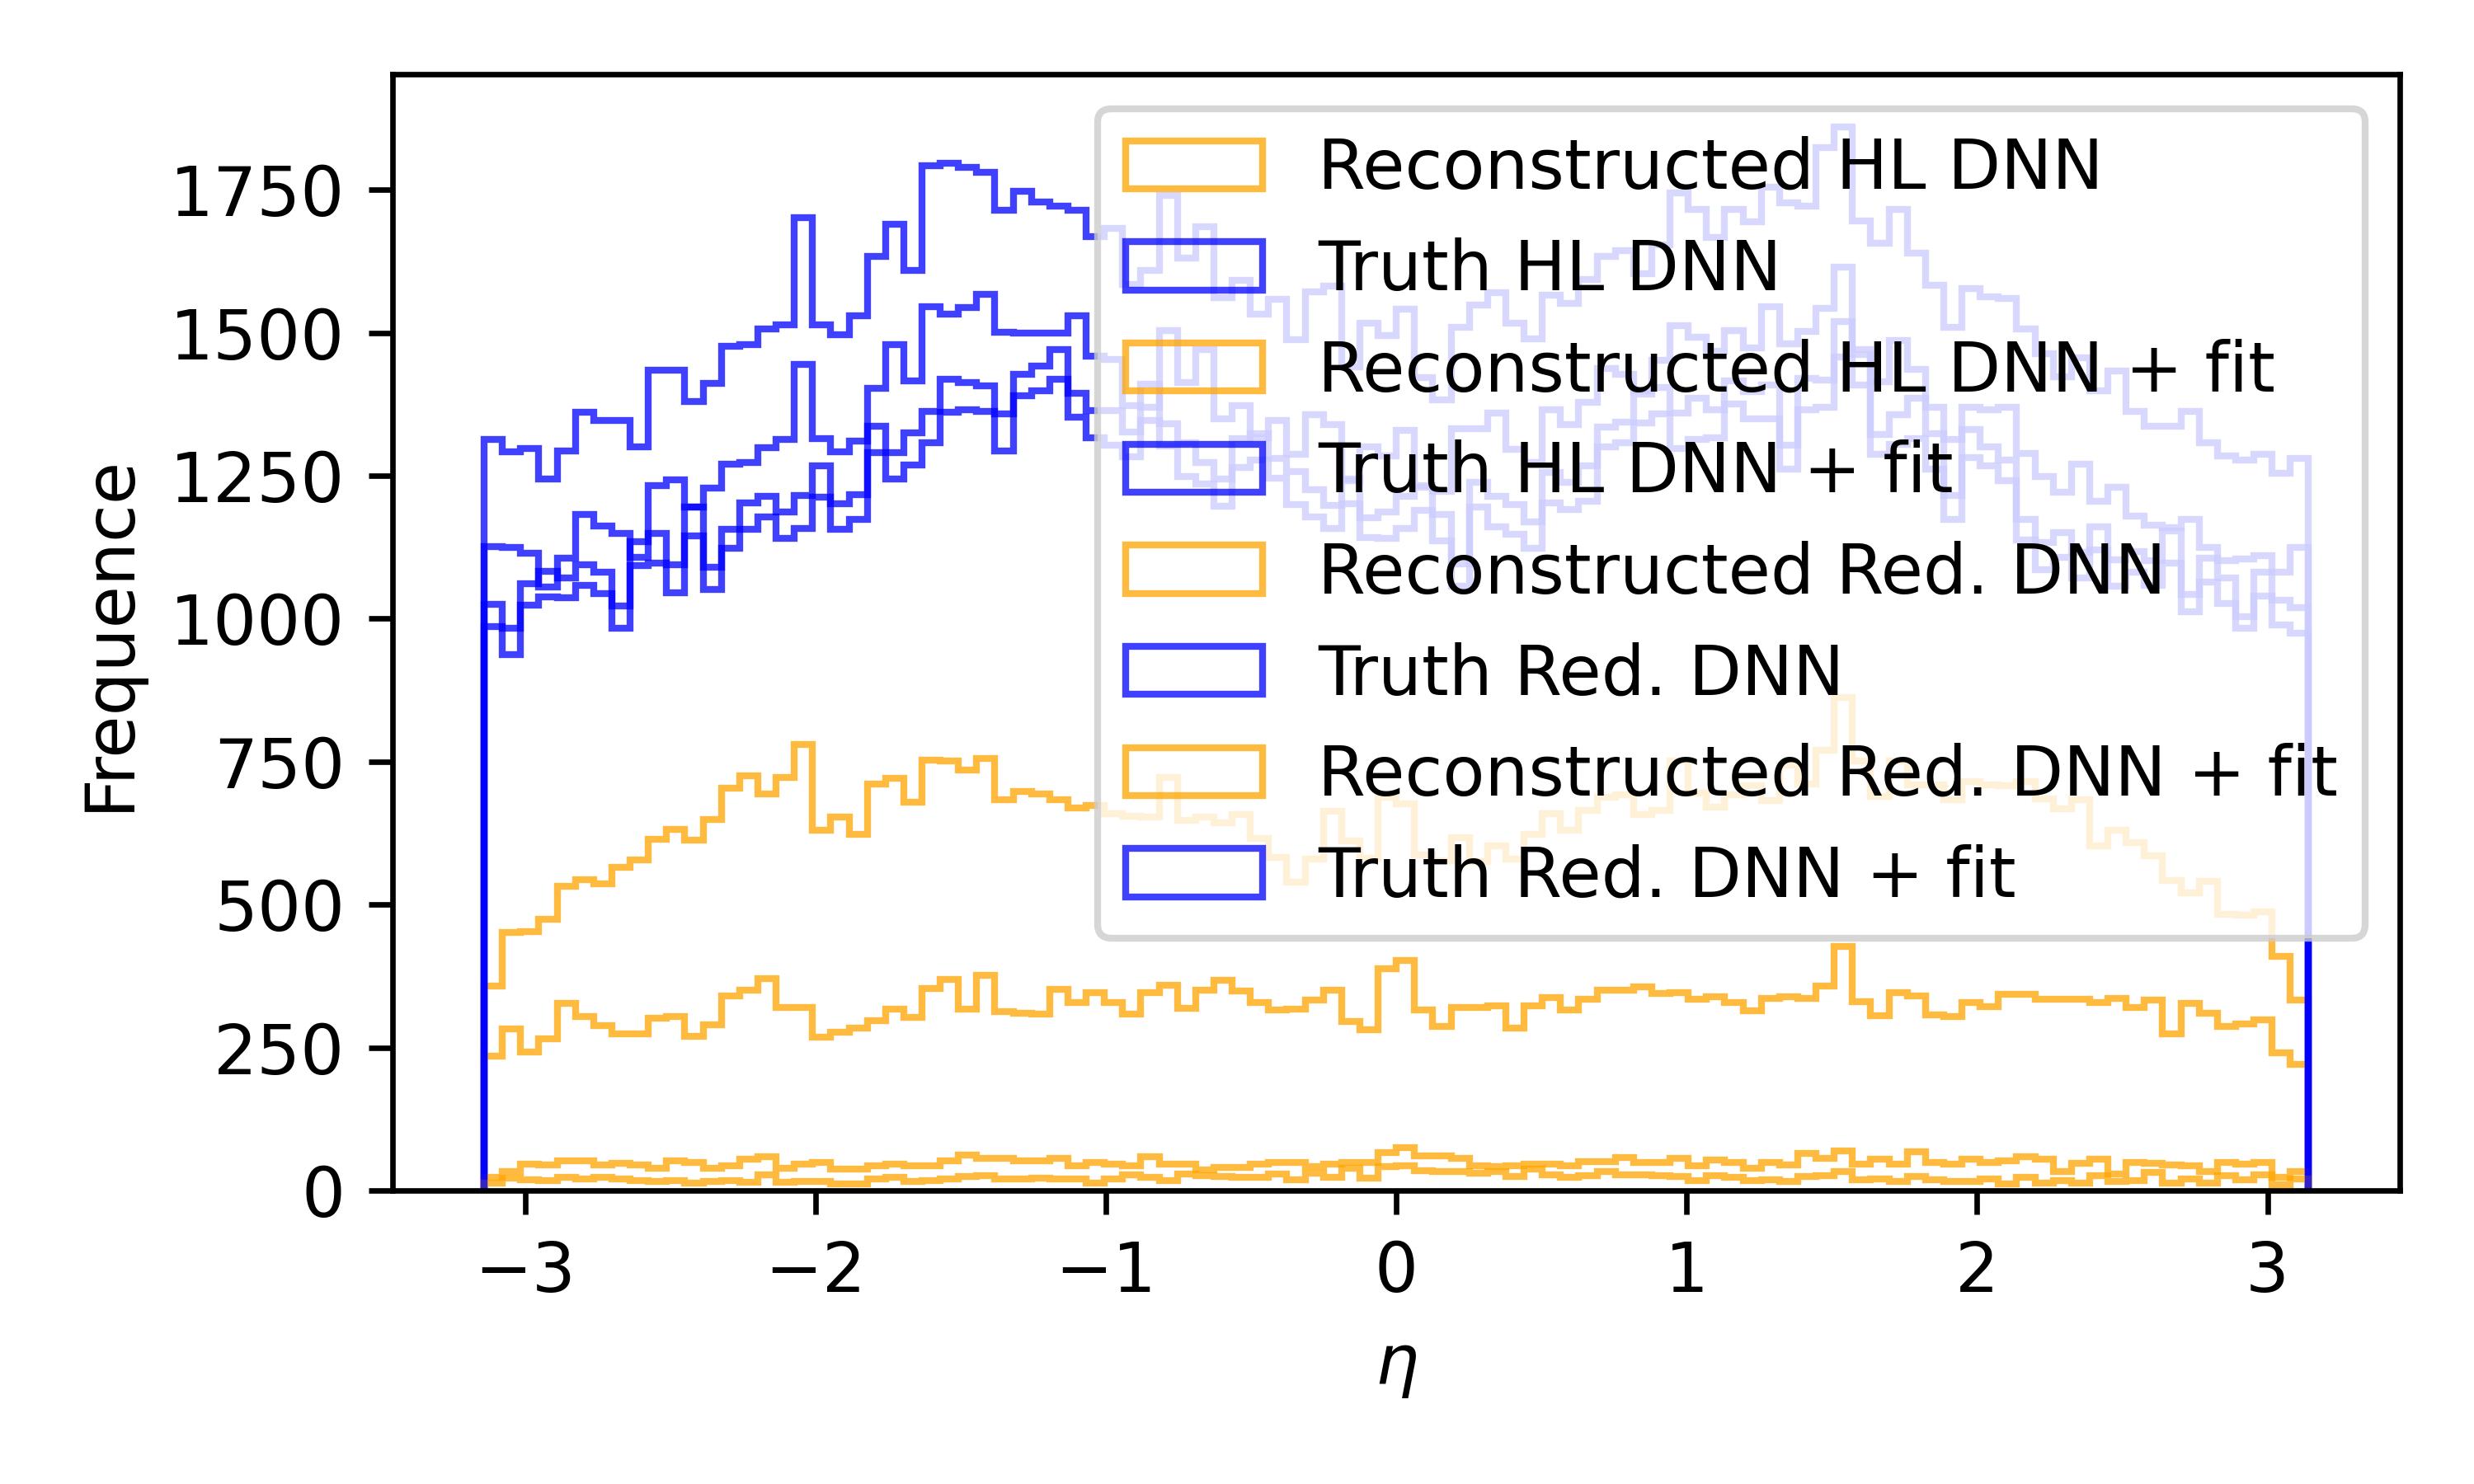 Reconstructed HL DNN
Truth HL DNN
Reconstructed HL DNN + fit
Truth HL DNN + fit
Reconstructed Red. DNN
Truth Red. DNN
Reconstructed Red. DNN + fit
Truth Red. DNN + fit
1750
1500
1250
1000
750
500
250
0
Frequence
−3 −2 −1 0 1 2 3
η